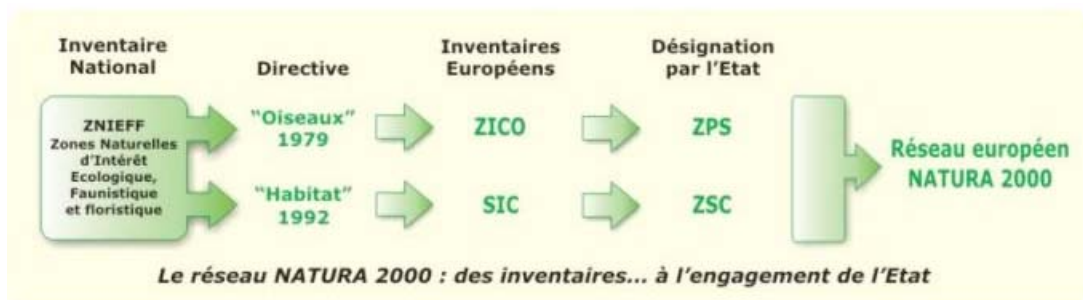 Inventaire
National
Directive
Inventaires
Européens
Désignation
par l'Etat
ZNIEFF
Zones Naturelles
d'Intérêt
Ecologique,
Faunistique
et floristique
"Oiseaux"
1979
ZICO
ZPS
"Habitat"
1992
SIC
ZSC
Réseau européen
NATURA 2000
Le réseau NATURA 2000 : des inventaires... à l'engagement de l'Etat